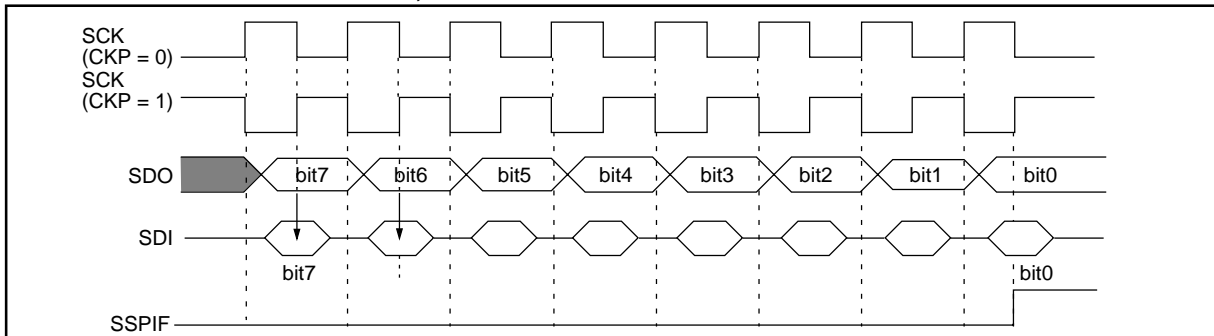 SCK
(CKP = 0)
SCK
(CKP = 1)
SDO bit7 bit6 bit5 bit4 bit3 bit2 bit1 bit0
SDI
bit7 bit0
SSPIF